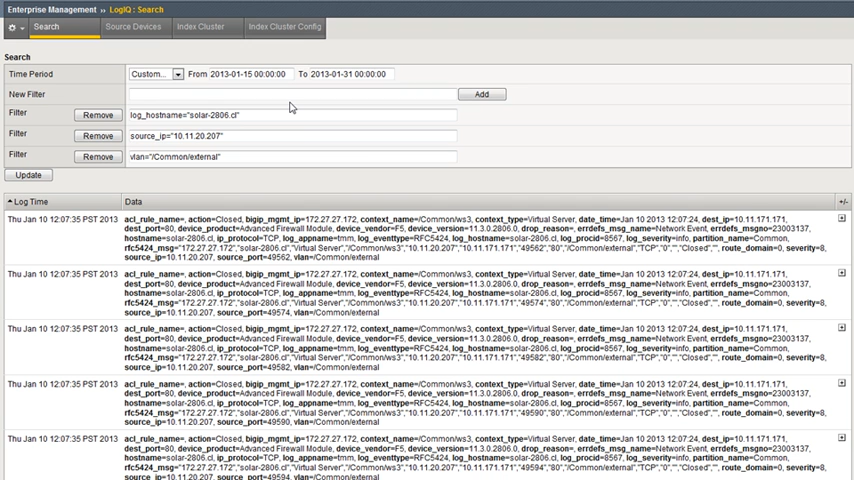 Enterprise Management ›› LogIQ : Search
Search Source Devices Index Cluster Index Cluster Config
Search
Time Period Custom... From 2013-01-15 00:00:00 To 2013-01-31 00:00:00
New Filter Add
Filter Remove log_hostname="solar-2806.cl"
Filter Remove source_ip="10.11.20.207"
Filter Remove vlan="/Common/external"
Update
Log Time Data +/-
Thu Jan 10 12:07:35 PST 2013 acl_rule_name=, action=Closed, bigip_mgmt_ip=172.27.27.172, context_name=/Common/ws3, context_type=Virtual Server, date_time=Jan 10 2013 12:07:24, dest_ip=10.11.171.171,
dest_port=80, device_product=Advanced Firewall Module, device_vendor=F5, device_version=11.3.0.2806.0, drop_reason=, errdefs_msg_name=Network Event, errdefs_msgno=23003137,
hostname=solar-2806.cl, ip_protocol=TCP, log_appname=tmm, log_eventtype=RFC5424, log_hostname=solar-2806.cl, log_procid=8567, log_severity=info, partition_name=Common,
rfc5424_msg="172.27.27.172","solar-2806.cl","Virtual Server","/Common/ws3","10.11.20.207","10.11.171.171","49562","80","/Common/external","TCP","0","","Closed","", route_domain=0, severity=8,
source_ip=10.11.20.207, source_port=49562, vlan=/Common/external
Thu Jan 10 12:07:35 PST 2013 acl_rule_name=, action=Closed, bigip_mgmt_ip=172.27.27.172, context_name=/Common/ws3, context_type=Virtual Server, date_time=Jan 10 2013 12:07:24, dest_ip=10.11.171.171,
dest_port=80, device_product=Advanced Firewall Module, device_vendor=F5, device_version=11.3.0.2806.0, drop_reason=, errdefs_msg_name=Network Event, errdefs_msgno=23003137,
hostname=solar-2806.cl, ip_protocol=TCP, log_appname=tmm, log_eventtype=RFC5424, log_hostname=solar-2806.cl, log_procid=8567, log_severity=info, partition_name=Common,
rfc5424_msg="172.27.27.172","solar-2806.cl","Virtual Server","/Common/ws3","10.11.20.207","10.11.171.171","49574","80","/Common/external","TCP","0","","Closed","", route_domain=0, severity=8,
source_ip=10.11.20.207, source_port=49574, vlan=/Common/external
Thu Jan 10 12:07:35 PST 2013 acl_rule_name=, action=Closed, bigip_mgmt_ip=172.27.27.172, context_name=/Common/ws3, context_type=Virtual Server, date_time=Jan 10 2013 12:07:24, dest_ip=10.11.171.171,
dest_port=80, device_product=Advanced Firewall Module, device_vendor=F5, device_version=11.3.0.2806.0, drop_reason=, errdefs_msg_name=Network Event, errdefs_msgno=23003137,
hostname=solar-2806.cl, ip_protocol=TCP, log_appname=tmm, log_eventtype=RFC5424, log_hostname=solar-2806.cl, log_procid=8567, log_severity=info, partition_name=Common,
rfc5424_msg="172.27.27.172","solar-2806.cl","Virtual Server","/Common/ws3","10.11.20.207","10.11.171.171","49582","80","/Common/external","TCP","0","","Closed","", route_domain=0, severity=8,
source_ip=10.11.20.207, source_port=49582, vlan=/Common/external
Thu Jan 10 12:07:35 PST 2013 acl_rule_name=, action=Closed, bigip_mgmt_ip=172.27.27.172, context_name=/Common/ws3, context_type=Virtual Server, date_time=Jan 10 2013 12:07:24, dest_ip=10.11.171.171,
dest_port=80, device_product=Advanced Firewall Module, device_vendor=F5, device_version=11.3.0.2806.0, drop_reason=, errdefs_msg_name=Network Event, errdefs_msgno=23003137,
hostname=solar-2806.cl, ip_protocol=TCP, log_appname=tmm, log_eventtype=RFC5424, log_hostname=solar-2806.cl, log_procid=8567, log_severity=info, partition_name=Common,
rfc5424_msg="172.27.27.172","solar-2806.cl","Virtual Server","/Common/ws3","10.11.20.207","10.11.171.171","49590","80","/Common/external","TCP","0","","Closed","", route_domain=0, severity=8,
source_ip=10.11.20.207, source_port=49590, vlan=/Common/external
Thu Jan 10 12:07:35 PST 2013 acl_rule_name=, action=Closed, bigip_mgmt_ip=172.27.27.172, context_name=/Common/ws3, context_type=Virtual Server, date_time=Jan 10 2013 12:07:24, dest_ip=10.11.171.171,
dest_port=80, device_product=Advanced Firewall Module, device_vendor=F5, device_version=11.3.0.2806.0, drop_reason=, errdefs_msg_name=Network Event, errdefs_msgno=23003137,
hostname=solar-2806.cl, ip_protocol=TCP, log_appname=tmm, log_eventtype=RFC5424, log_hostname=solar-2806.cl, log_procid=8567, log_severity=info, partition_name=Common,
rfc5424_msg="172.27.27.172","solar-2806.cl","Virtual Server","/Common/ws3","10.11.20.207","10.11.171.171","49594","80","/Common/external","TCP","0","","Closed","", route_domain=0, severity=8,
source_ip=10.11.20.207, source_port=49594, vlan=/Common/external